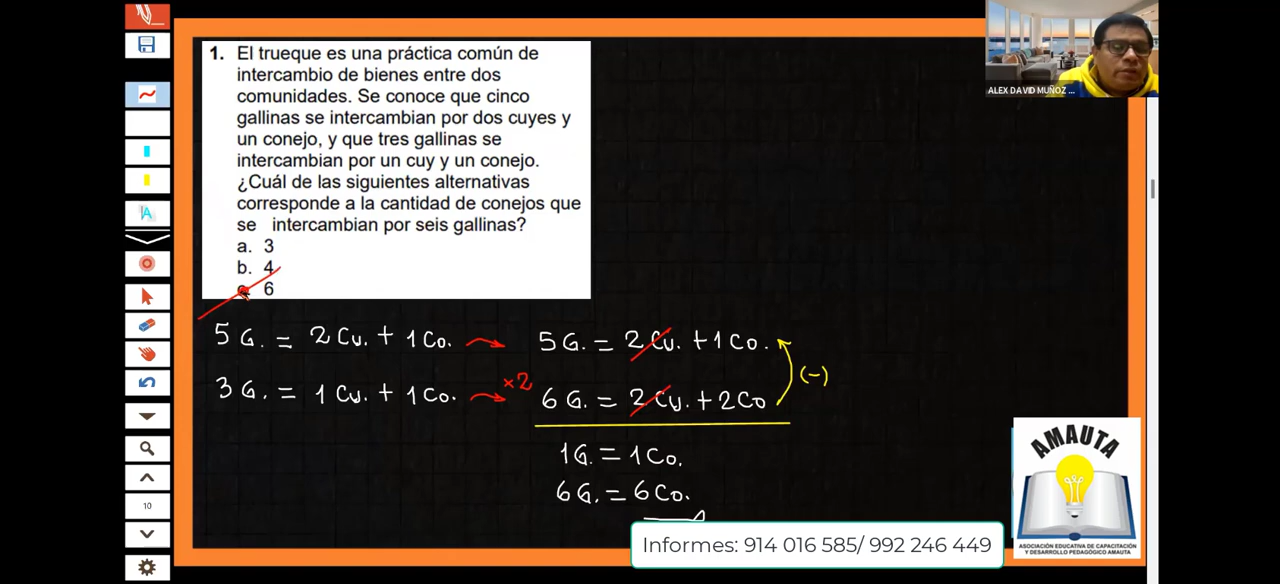 ALEX DAVID MUÑOZ ...
1. El trueque es una práctica común de
intercambio de bienes entre dos
comunidades. Se conoce que cinco
gallinas se intercambian por dos cuyes y
un conejo, y que tres gallinas se
intercambian por un cuy y un conejo.
¿Cuál de las siguientes alternativas
corresponde a la cantidad de conejos que
se intercambian por seis gallinas?
a. 3
b. 4
c. 6
5 G. = 2 Cu. + 1 Co.
5 G. = 2 Cu. + 1 Co.
(-)
3 G. = 1 Cu. + 1 Co.
×2
6 G. = 2 Cu. + 2 Co
1 G. = 1 Co.
6 G. = 6 Co.
A
10
AMAUTA
ASOCIACIÓN EDUCATIVA DE CAPACITACIÓN
Y DESARROLLO PEDAGÓGICO AMAUTA
Informes: 914 016 585/ 992 246 449